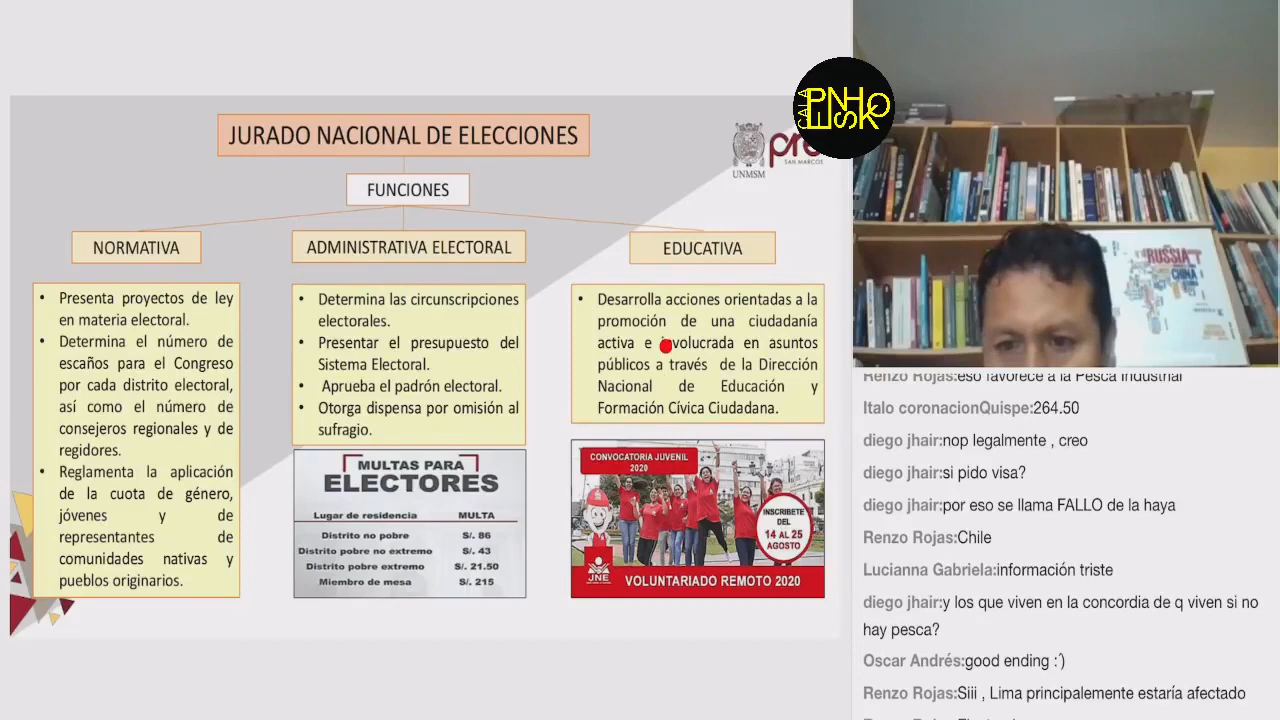 JURADO NACIONAL DE ELECCIONES
UNMSM
SAN MARCOS
FUNCIONES
NORMATIVA
• Presenta proyectos de ley
en materia electoral.
• Determina el número de
escaños para el Congreso
por cada distrito electoral,
así como el número de
consejeros regionales y de
regidores.
• Reglamenta la aplicación
de la cuota de género,
jóvenes y de
representantes de
comunidades nativas y
pueblos originarios.
ADMINISTRATIVA ELECTORAL
• Determina las circunscripciones
electorales.
• Presentar el presupuesto del
Sistema Electoral.
• Aprueba el padrón electoral.
• Otorga dispensa por omisión al
sufragio.
MULTAS PARA
ELECTORES
Lugar de residencia MULTA
Distrito no pobre S/. 86
Distrito pobre no extremo S/. 43
Distrito pobre extremo S/. 21.50
Miembro de mesa S/. 215
EDUCATIVA
• Desarrolla acciones orientadas a la
promoción de una ciudadanía
activa e involucrada en asuntos
públicos a través de la Dirección
Nacional de Educación y
Formación Cívica Ciudadana.
CONVOCATORIA JUVENIL
2020
INSCRIBETE
DEL
14 AL 25
AGOSTO
JNE
VOLUNTARIADO REMOTO 2020
RUSSIA
CHINA
Renzo Rojas:eso favorece a la Pesca Industrial
Italo coronacionQuispe:264.50
diego jhair:nop legalmente , creo
diego jhair:si pido visa?
diego jhair:por eso se llama FALLO de la haya
Renzo Rojas:Chile
Lucianna Gabriela:información triste
diego jhair:y los que viven en la concordia de q viven si no
hay pesca?
Oscar Andrés:good ending :´)
Renzo Rojas:Siii , Lima principalmente estaría afectado